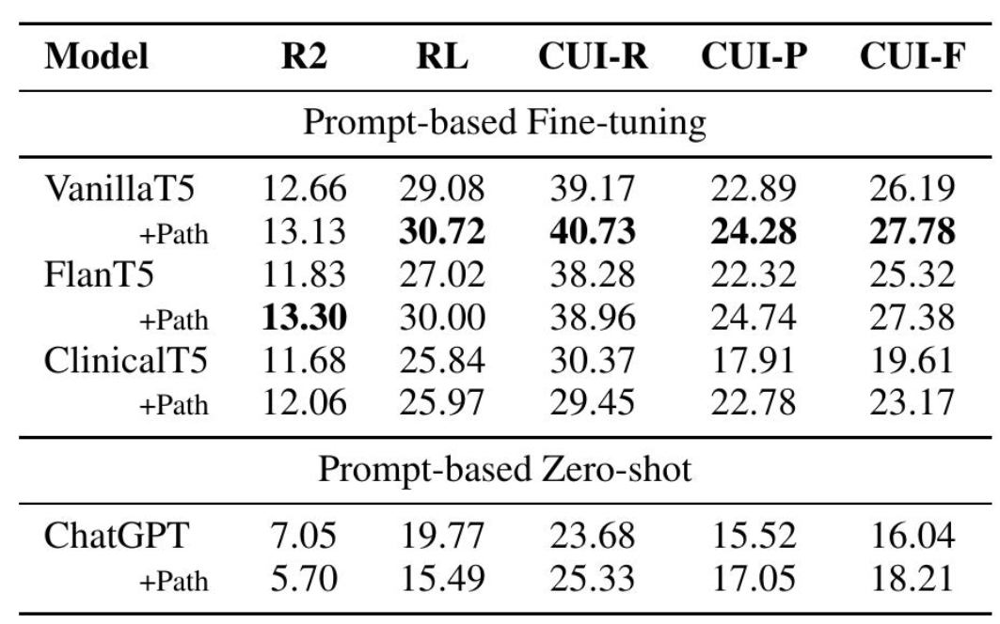 Model R2 RL CUI-R CUI-P CUI-F
Prompt-based Fine-tuning
VanillaT5 12.66 29.08 39.17 22.89 26.19
+Path 13.13 30.72 40.73 24.28 27.78
FlanT5 11.83 27.02 38.28 22.32 25.32
+Path 13.30 30.00 38.96 24.74 27.38
ClinicalT5 11.68 25.84 30.37 17.91 19.61
+Path 12.06 25.97 29.45 22.78 23.17
Prompt-based Zero-shot
ChatGPT 7.05 19.77 23.68 15.52 16.04
+Path 5.70 15.49 25.33 17.05 18.21